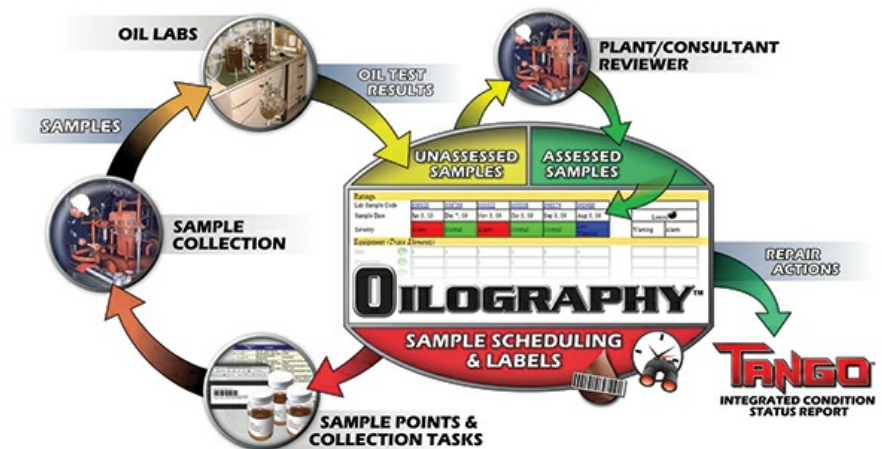 OIL LABS
PLANT/CONSULTANT
REVIEWER
OIL TEST
RESULTS
SAMPLES
UNASSESSED
SAMPLES
ASSESSED
SAMPLES
SAMPLE
COLLECTION
Ratings
Lab Sample Code
Sample Date
Severity
Normal
Normal
Warning
REPAIR
ACTIONS
OILOGRAPHY™
SAMPLE SCHEDULING
& LABELS
TANGO™
INTEGRATED CONDITION
STATUS REPORT
SAMPLE POINTS &
COLLECTION TASKS